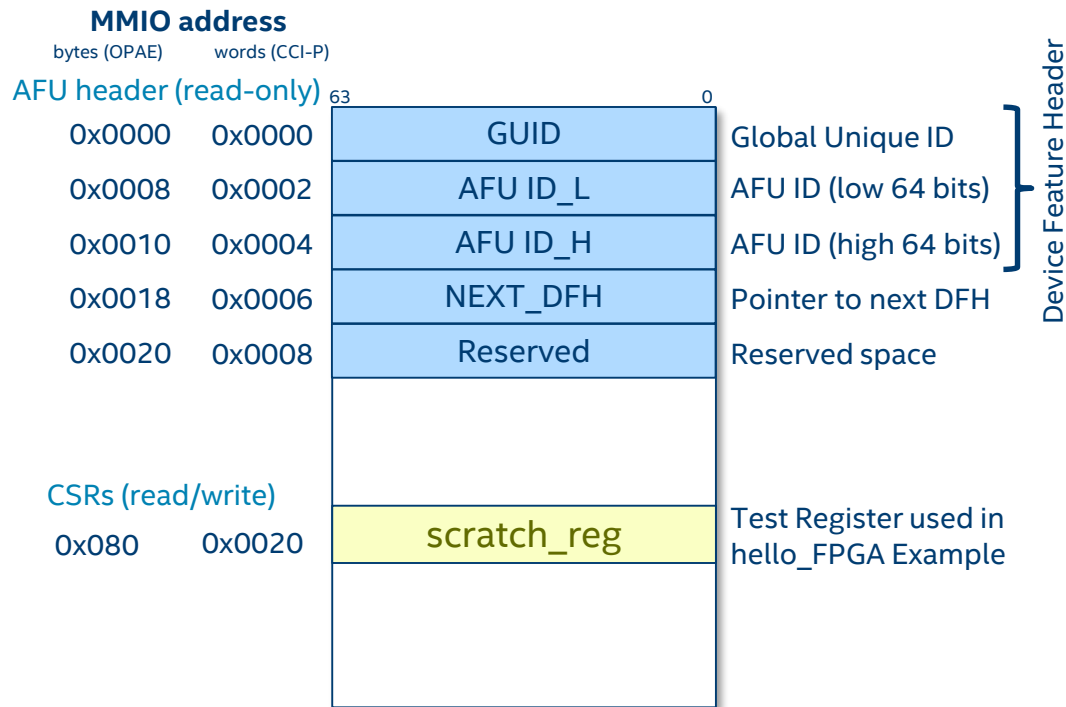 MMIO address
bytes (OPAE) words (CCI-P)
AFU header (read-only) 63 0
0x0000 0x0000 GUID Global Unique ID
0x0008 0x0002 AFU ID_L AFU ID (low 64 bits)
0x0010 0x0004 AFU ID_H AFU ID (high 64 bits)
0x0018 0x0006 NEXT_DFH Pointer to next DFH
0x0020 0x0008 Reserved Reserved space
Device Feature Header
CSRs (read/write)
0x080 0x0020 scratch_reg Test Register used in
hello_FPGA Example